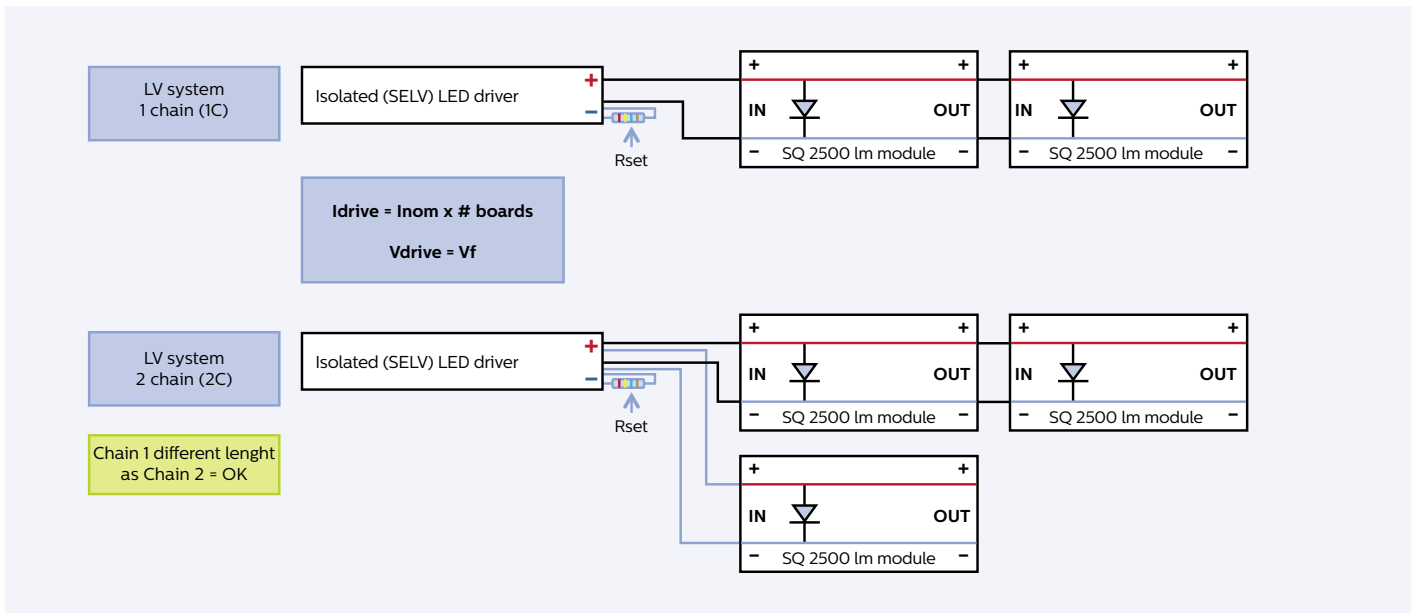 LV system
1 chain (1C)
Isolated (SELV) LED driver
+
–
Rset
+ +
IN OUT
– SQ 2500 lm module –
+ +
IN OUT
– SQ 2500 lm module –
Idrive = Inom x # boards
Vdrive = Vf
LV system
2 chain (2C)
Chain 1 different lenght
as Chain 2 = OK
Isolated (SELV) LED driver
+
–
Rset
+ +
IN OUT
– SQ 2500 lm module –
+ +
IN OUT
– SQ 2500 lm module –
+ +
IN OUT
– SQ 2500 lm module –